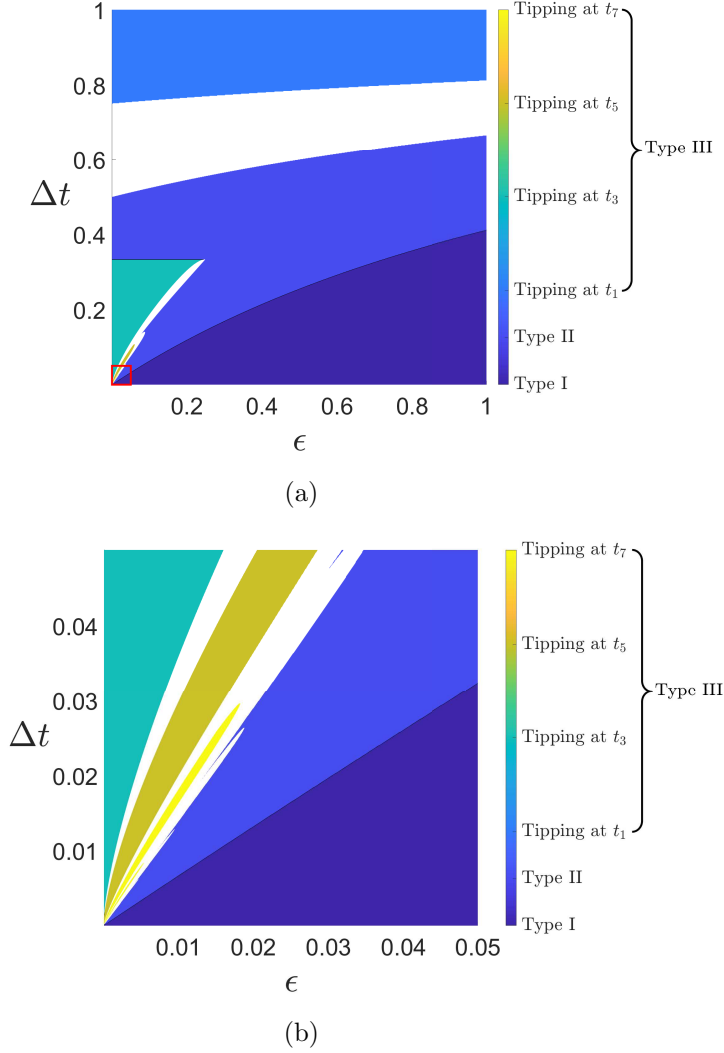 1
Tipping at t₇
0.8
Tipping at t₅
0.6
Type III
Δt
Tipping at t₃
0.4
Tipping at t₁
0.2
Type II
Type I
0.2 0.4 0.6 0.8 1
ϵ
(a)
Tipping at t₇
0.04
Tipping at t₅
0.03
Type III
Δt
Tipping at t₃
0.02
Tipping at t₁
0.01
Type II
Type I
0.01 0.02 0.03 0.04 0.05
ϵ
(b)